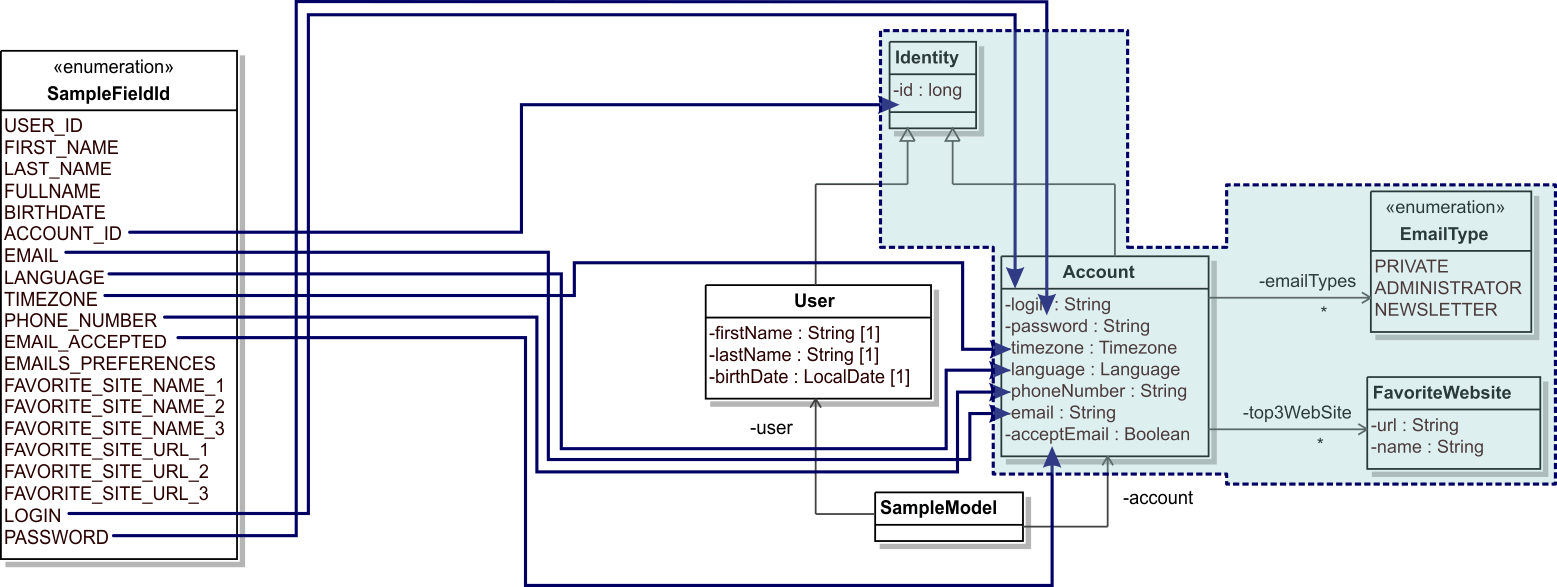 «enumeration»
SampleFieldId
USER_ID
FIRST_NAME
LAST_NAME
FULLNAME
BIRTHDATE
ACCOUNT_ID
EMAIL
LANGUAGE
TIMEZONE
PHONE_NUMBER
EMAIL_ACCEPTED
EMAILS_PREFERENCES
FAVORITE_SITE_NAME_1
FAVORITE_SITE_NAME_2
FAVORITE_SITE_NAME_3
FAVORITE_SITE_URL_1
FAVORITE_SITE_URL_2
FAVORITE_SITE_URL_3
LOGIN
PASSWORD
Identity
-id : long
User
-firstName : String [1]
-lastName : String [1]
-birthDate : LocalDate [1]
-user
SampleModel
-account
Account
-login : String
-password : String
timezone : Timezone
language : Language
phoneNumber : String
email : String
-acceptEmail : Boolean
-emailTypes
*
-top3WebSite
*
«enumeration»
EmailType
PRIVATE
ADMINISTRATOR
NEWSLETTER
FavoriteWebsite
-url : String
-name : String